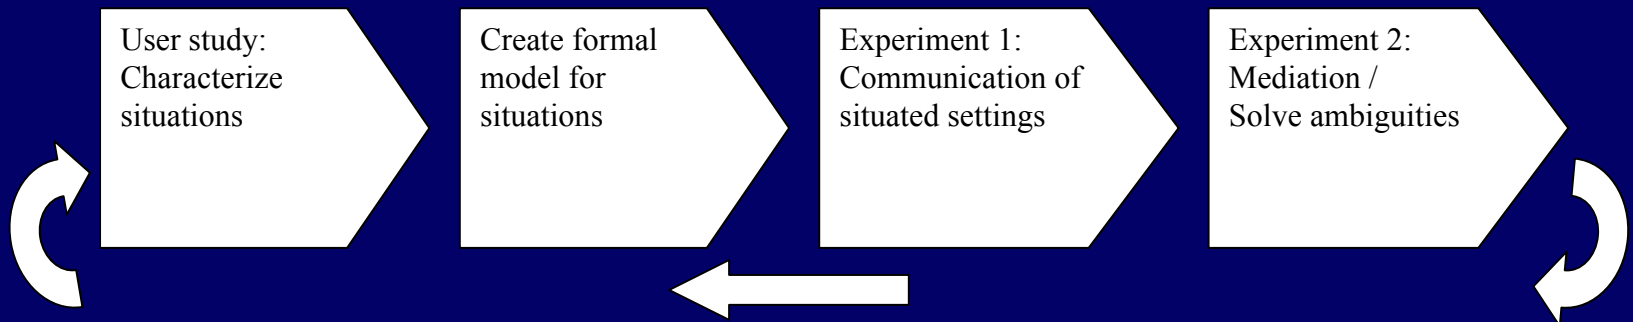 User study:
Characterize
situations
Create formal
model for
situations
Experiment 1:
Communication of
situated settings
Experiment 2:
Mediation /
Solve ambiguities